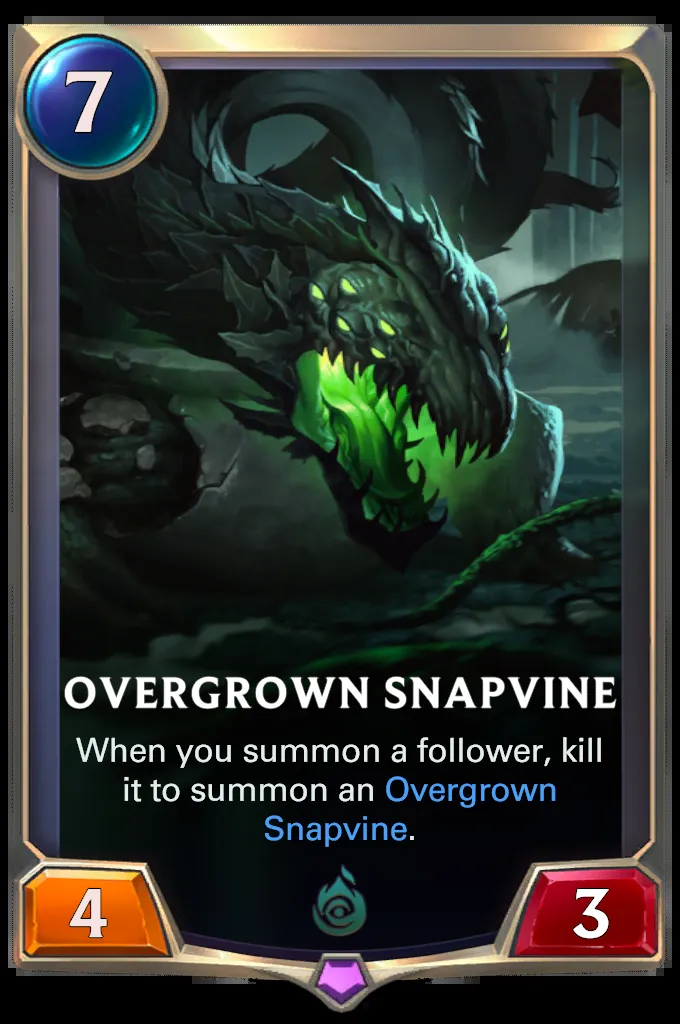 7
OVERGROWN SNAPVINE
When you summon a follower, kill
it to summon an Overgrown
Snapvine.
4
3